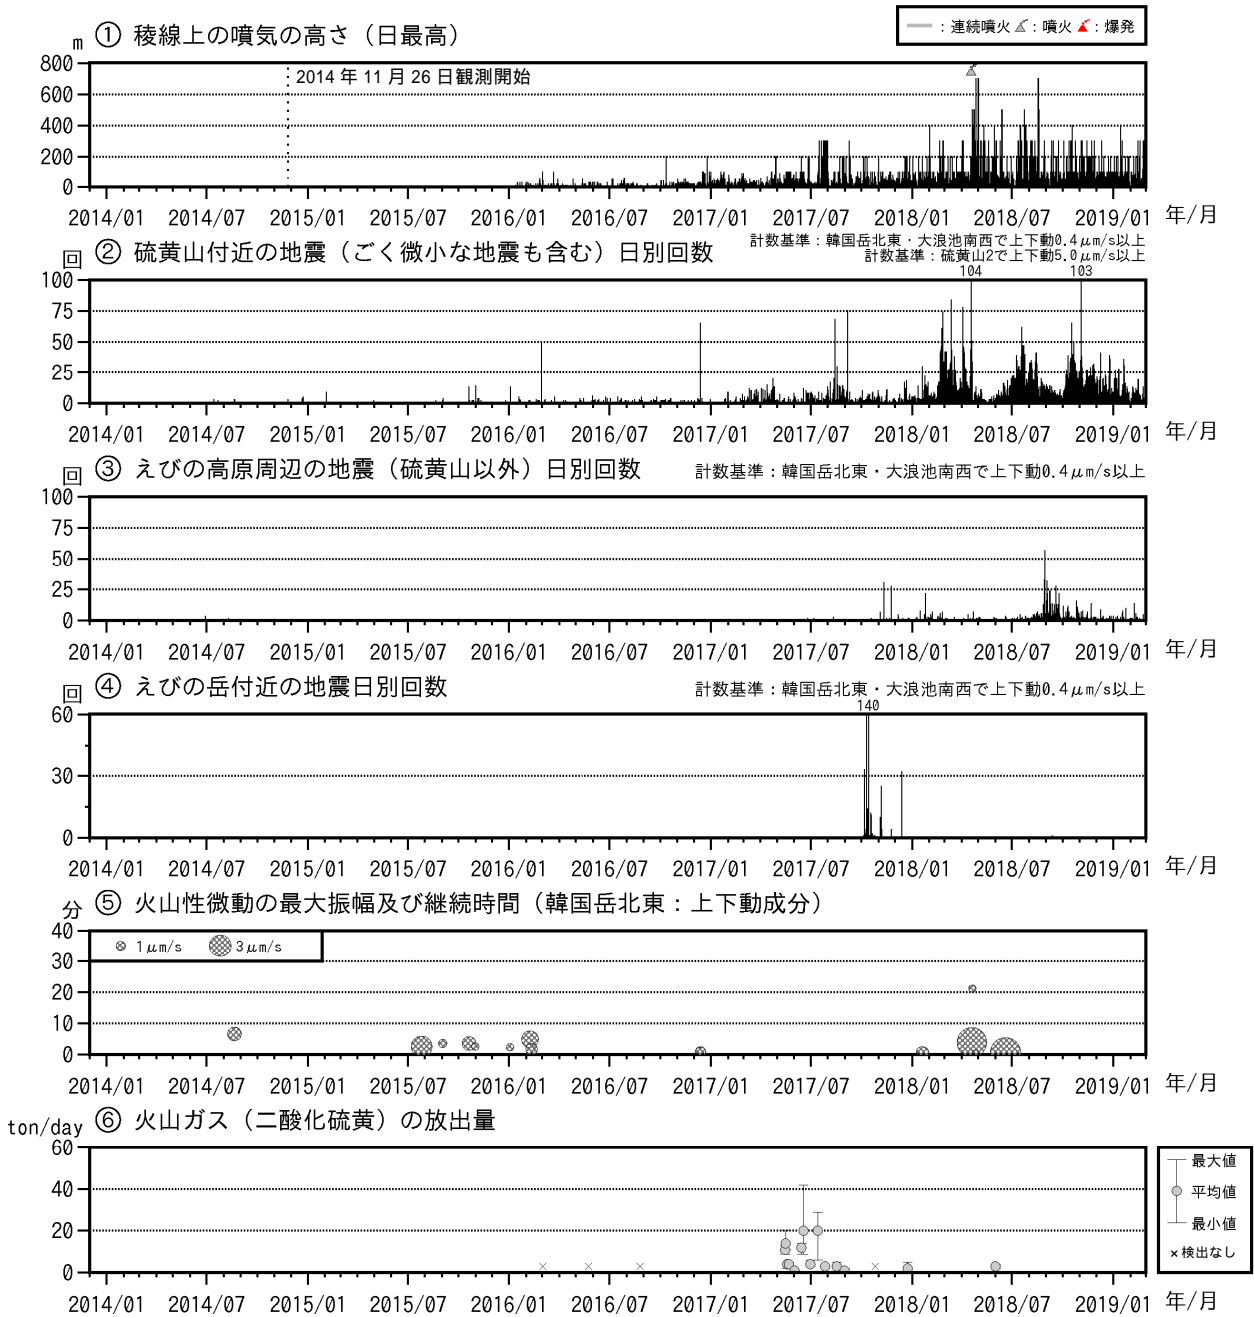 ━ : 連続噴火 : 噴火 : 爆発
m ① 稜線上の噴気の高さ（日最高）
2014 年 11 月 26 日観測開始
800
600
400
200
0
2014/01 2014/07 2015/01 2015/07 2016/01 2016/07 2017/01 2017/07 2018/01 2018/07 2019/01 年/月
回 ② 硫黄山付近の地震（ごく微小な地震も含む）日別回数
計数基準：韓国岳北東・大浪池南西で上下動0.4μm/s以上
計数基準：硫黄山2で上下動5.0μm/s以上
104 103
100
75
50
25
0
2014/01 2014/07 2015/01 2015/07 2016/01 2016/07 2017/01 2017/07 2018/01 2018/07 2019/01 年/月
回 ③ えびの高原周辺の地震（硫黄山以外）日別回数 計数基準：韓国岳北東・大浪池南西で上下動0.4μm/s以上
100
75
50
25
0
2014/01 2014/07 2015/01 2015/07 2016/01 2016/07 2017/01 2017/07 2018/01 2018/07 2019/01 年/月
回 ④ えびの岳付近の地震日別回数 計数基準：韓国岳北東・大浪池南西で上下動0.4μm/s以上
140
60
30
0
2014/01 2014/07 2015/01 2015/07 2016/01 2016/07 2017/01 2017/07 2018/01 2018/07 2019/01 年/月
分 ⑤ 火山性微動の最大振幅及び継続時間（韓国岳北東：上下動成分）
1μm/s 3μm/s
40
30
20
10
0
2014/01 2014/07 2015/01 2015/07 2016/01 2016/07 2017/01 2017/07 2018/01 2018/07 2019/01 年/月
ton/day ⑥ 火山ガス（二酸化硫黄）の放出量
60
40
20
0
最大値
平均値
最小値
×検出なし
2014/01 2014/07 2015/01 2015/07 2016/01 2016/07 2017/01 2017/07 2018/01 2018/07 2019/01 年/月